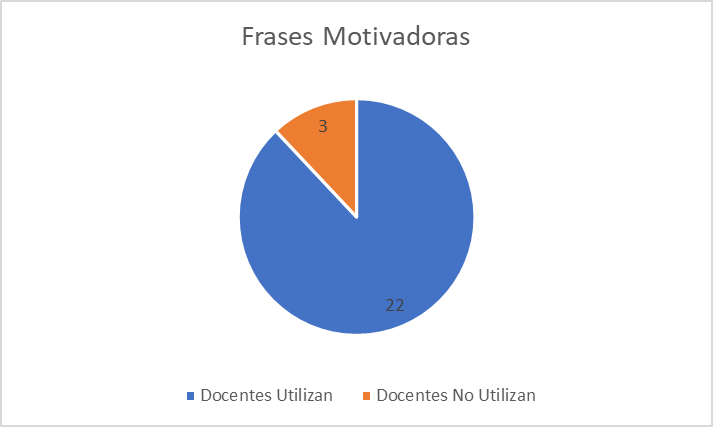 Frases Motivadoras
3
22
Docentes Utilizan
Docentes No Utilizan